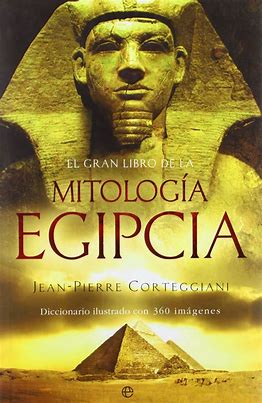 EL GRAN LIBRO DE LA
MITOLOGÍA
EGIPCIA
JEAN-PIERRE CORTEGGIANI
Diccionario ilustrado con 360 imágenes